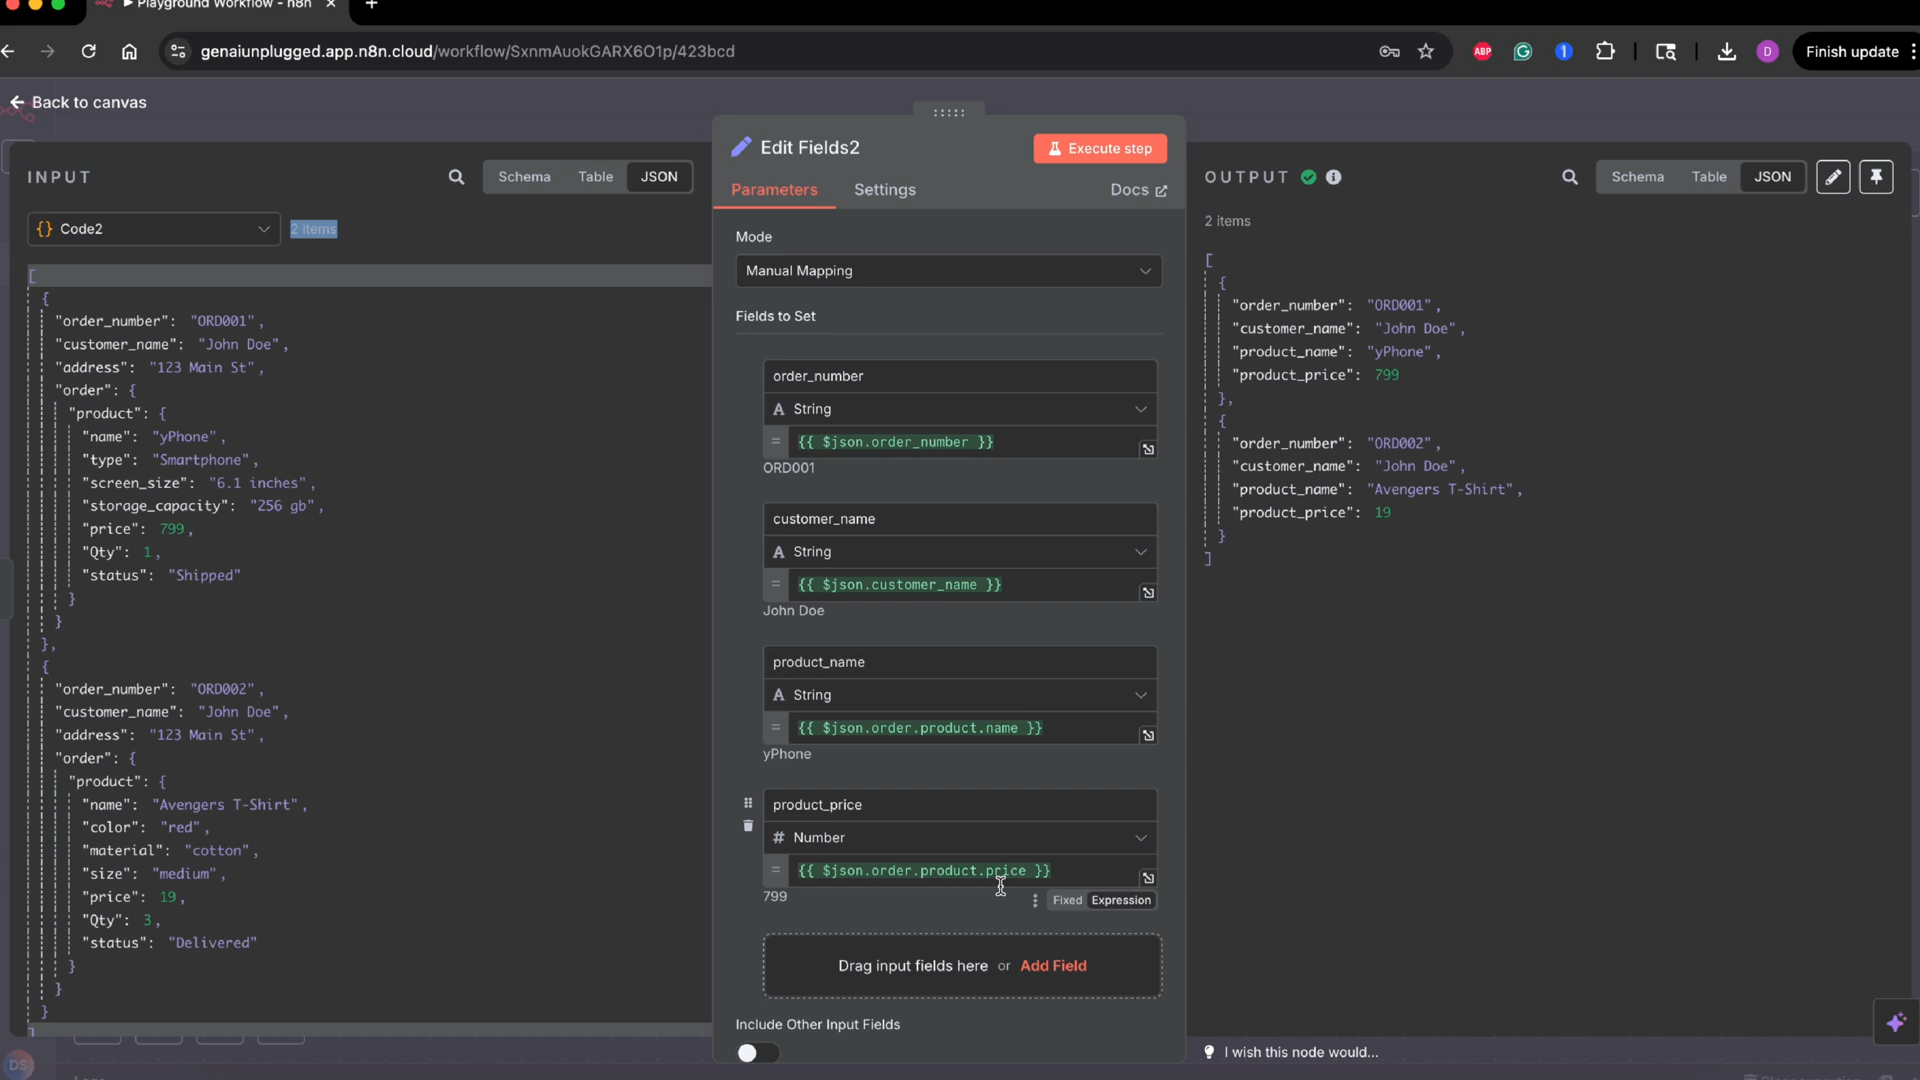 Playground Workflow - n8n
genaiunplugged.app.n8n.cloud/workflow/SxnmAuokGARX6O1p/423bcd
ABP
1
D
Finish update
Back to canvas
INPUT
Schema
Table
JSON
{} Code2
2 items
[
{
"order_number": "ORD001",
"customer_name": "John Doe",
"address": "123 Main St",
"order": {
"product": {
"name": "yPhone",
"type": "Smartphone",
"screen_size": "6.1 inches",
"storage_capacity": "256 gb",
"price": 799,
"Qty": 1,
"status": "Shipped"
}
}
},
{
"order_number": "ORD002",
"customer_name": "John Doe",
"address": "123 Main St",
"order": {
"product": {
"name": "Avengers T-Shirt",
"color": "red",
"material": "cotton",
"size": "medium",
"price": 19,
"Qty": 3,
"status": "Delivered"
}
}
}
]
Edit Fields2
Execute step
Parameters
Settings
Docs
Mode
Manual Mapping
Fields to Set
order_number
A String
= {{ $json.order_number }}
ORD001
customer_name
A String
= {{ $json.customer_name }}
John Doe
product_name
A String
= {{ $json.order.product.name }}
yPhone
product_price
# Number
= {{ $json.order.product.price }}
799
Fixed Expression
Drag input fields here or Add Field
Include Other Input Fields
OUTPUT
Schema
Table
JSON
2 items
[
{
"order_number": "ORD001",
"customer_name": "John Doe",
"product_name": "yPhone",
"product_price": 799
},
{
"order_number": "ORD002",
"customer_name": "John Doe",
"product_name": "Avengers T-Shirt",
"product_price": 19
}
]
I wish this node would...
DS